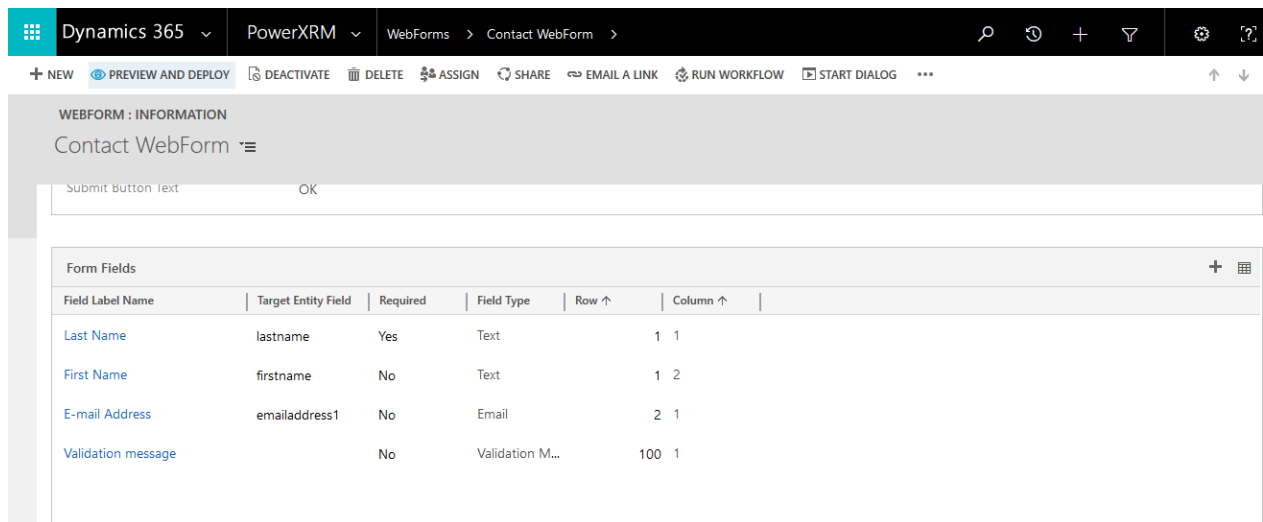 Dynamics 365 PowerXRM WebForms > Contact WebForm >
NEW PREVIEW AND DEPLOY DEACTIVATE DELETE ASSIGN SHARE EMAIL A LINK RUN WORKFLOW START DIALOG •••
WEBFORM : INFORMATION
Contact WebForm
Submit Button Text OK
Form Fields
Field Label Name Target Entity Field Required Field Type Row ↑ Column ↑
Last Name lastname Yes Text 1 1
First Name firstname No Text 1 2
E-mail Address emailaddress1 No Email 2 1
Validation message No Validation M... 100 1